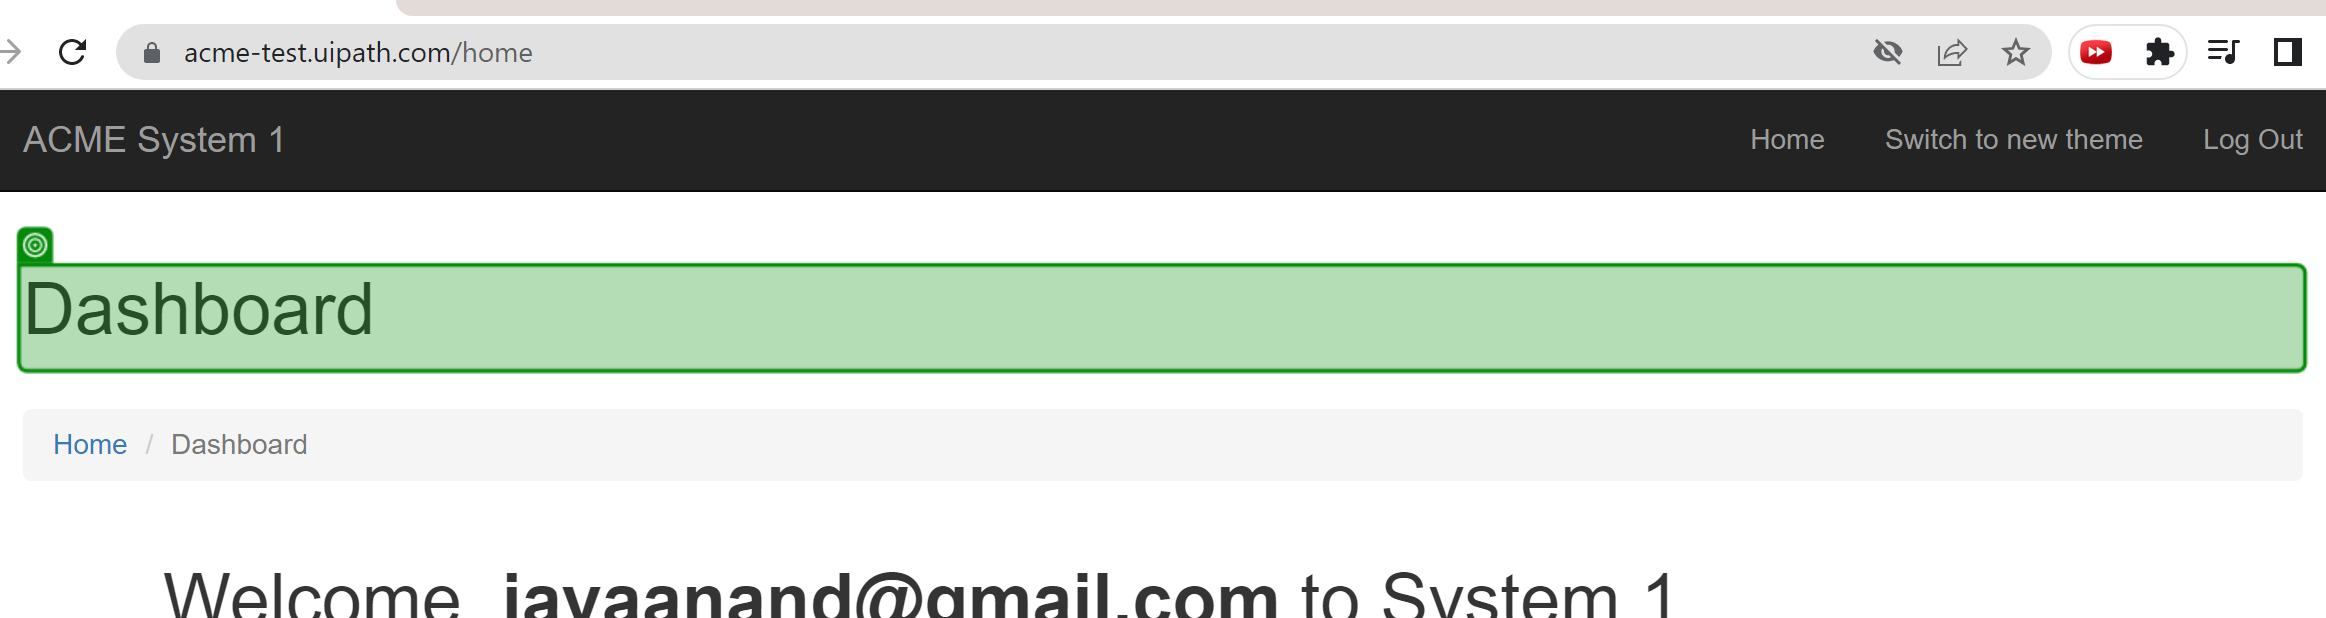 acme-test.uipath.com/home
ACME System 1 Home Switch to new theme Log Out
Dashboard
Home / Dashboard
Welcome jayaanand@gmail.com to System 1